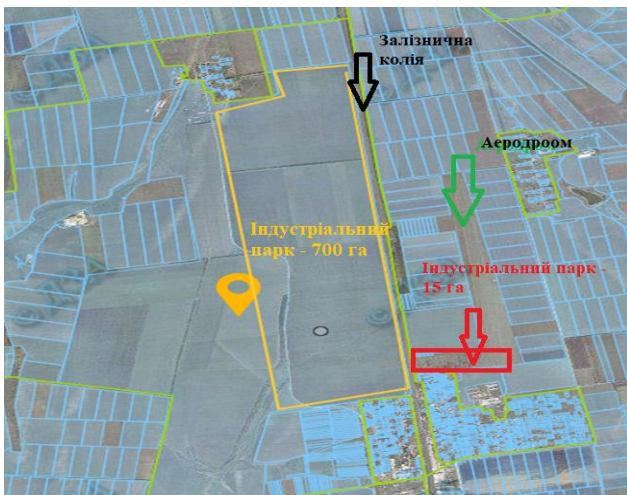 Залізнична
колія
Аеродроом
Індустріальний
парк - 700 га
Індустріальний парк -
15 га